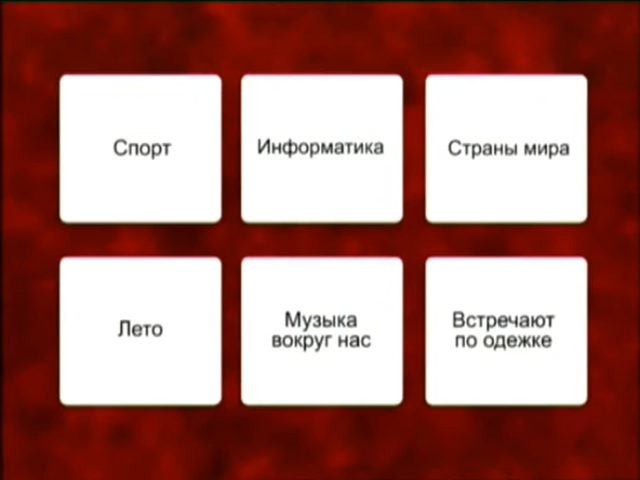 Спорт
Информатика
Страны мира
Лето
Музыка
вокруг нас
Встречают
по одежке